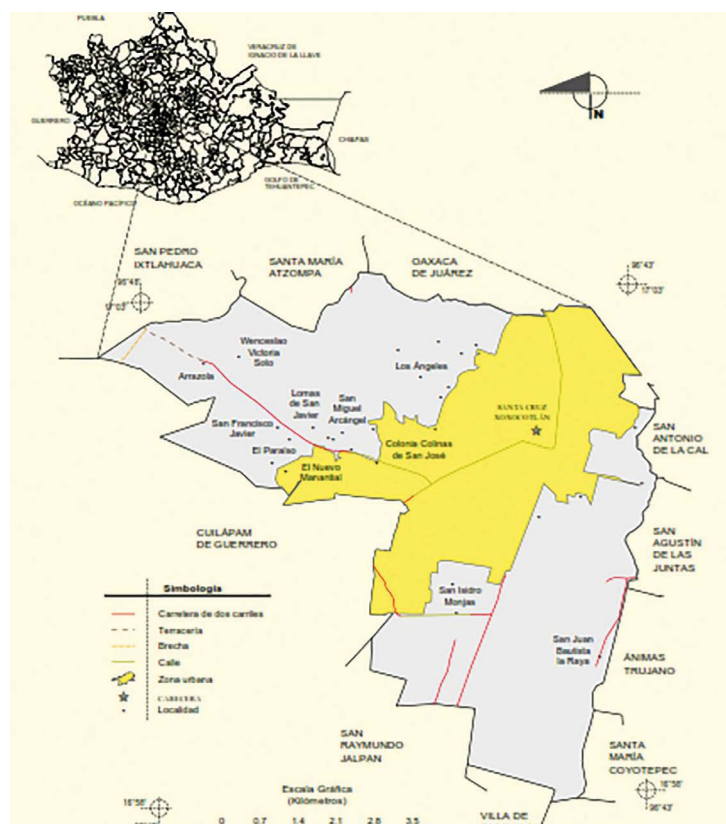 PUEBLA
VERACRUZ DE
IGNACIO DE LA LLAVE
GUERRERO
CHIAPAS
GOLFO DE
TEHUANTEPEC
OCÉANO PACÍFICO
N
SAN PEDRO
IXTLAHUACA
SANTA MARÍA
ATZOMPA
OAXACA
DE JUÁREZ
96°48'
17°03'
96°43'
17°03'
Wenceslao
Victoria
Soto
Arrazola
Los Ángeles
Lomas
de San
Javier
San
Miguel
Arcángel
SANTA CRUZ
XOXOCOTLÁN
San Francisco
Javier
SAN
ANTONIO
DE LA CAL
Colonia Colinas
de San José
El Paraíso
El Nuevo
Manantial
CUILÁPAM
DE GUERRERO
SAN
AGUSTÍN
DE LAS
JUNTAS
San Isidro
Monjas
San Juan
Bautista
la Raya
ÁNIMAS
TRUJANO
Simbología
Carretera de dos carriles
Terracería
Brecha
Calle
Zona urbana
CABECERA
Localidad
SAN
RAYMUNDO
JALPAN
SANTA
MARÍA
COYOTEPEC
16°58'
96°43'
16°58'
Escala Gráfica
(Kilómetros)
0 0.7 1.4 2.1 2.8 3.5
VILLA DE